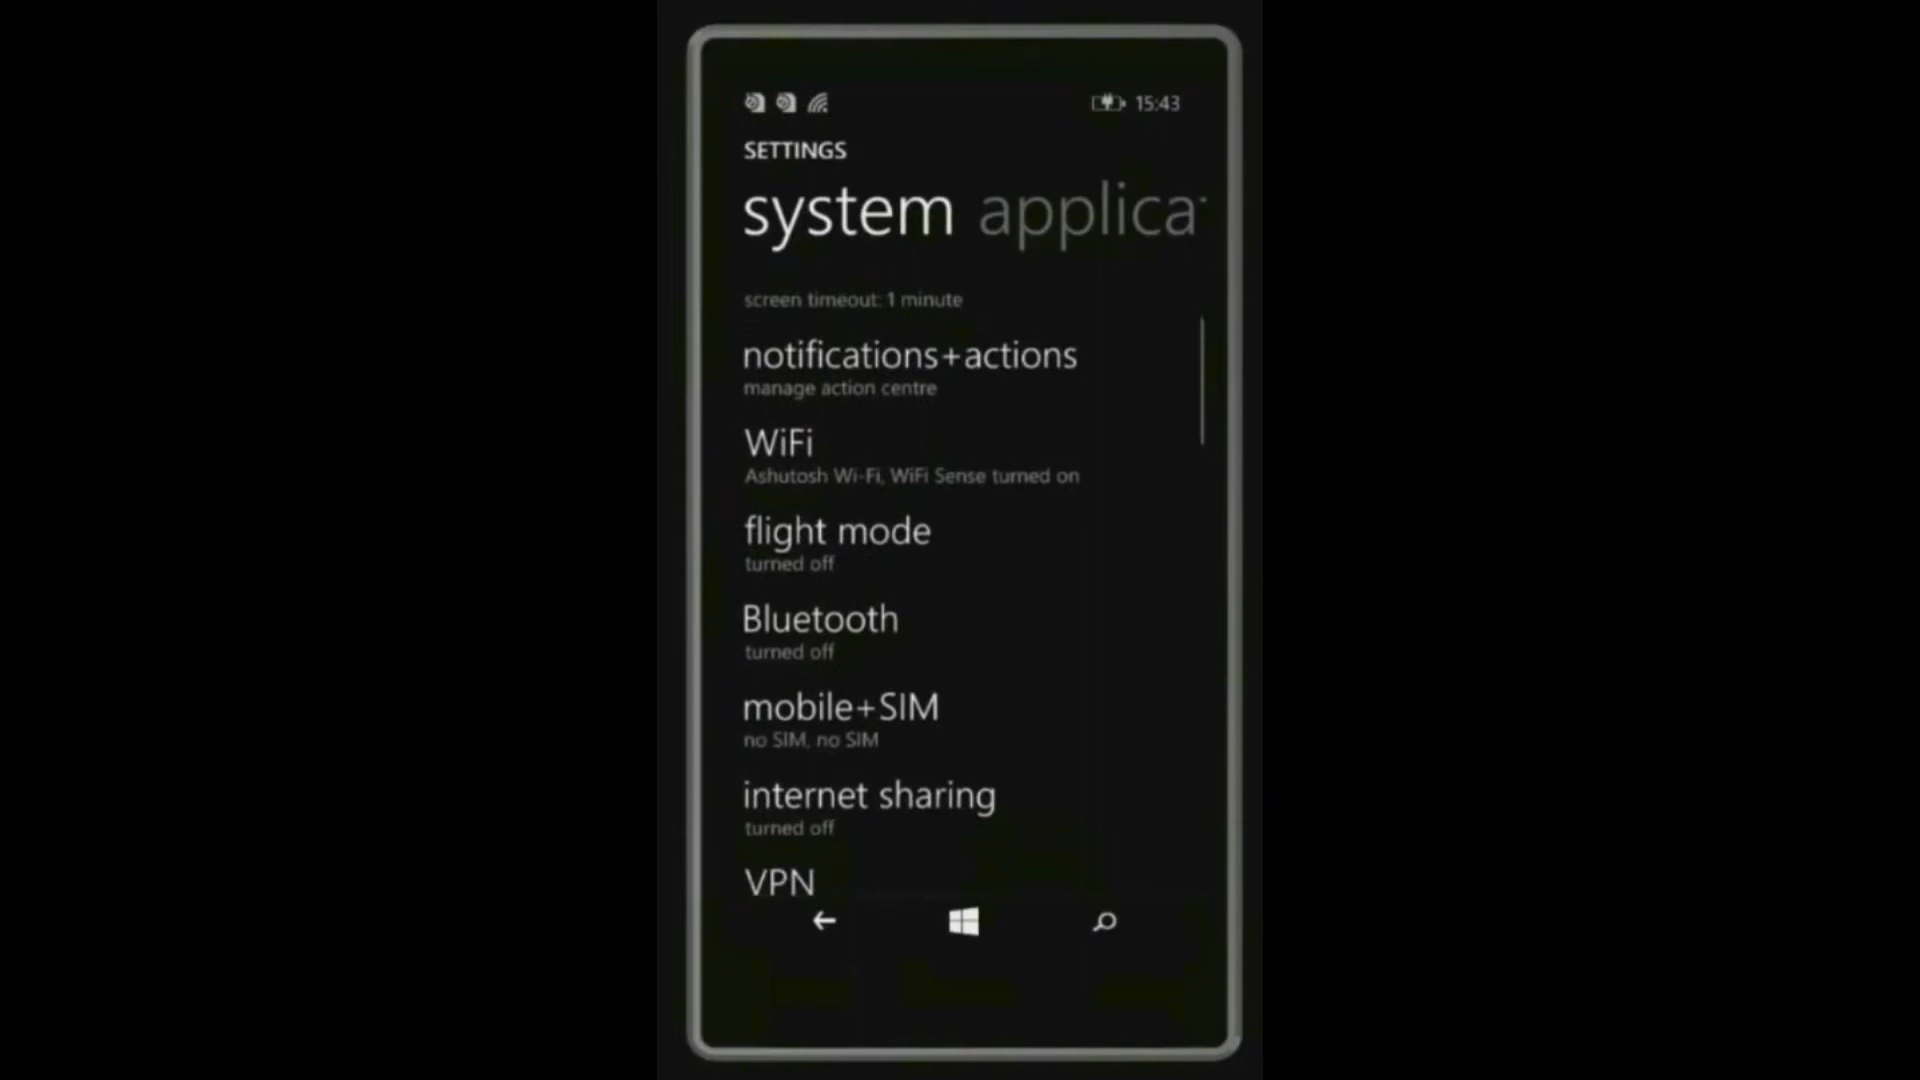 15:43
SETTINGS
system applica
screen timeout: 1 minute
notifications+actions
manage action centre
WiFi
Ashutosh Wi-Fi, WiFi Sense turned on
flight mode
turned off
Bluetooth
turned off
mobile+SIM
no SIM, no SIM
internet sharing
turned off
VPN